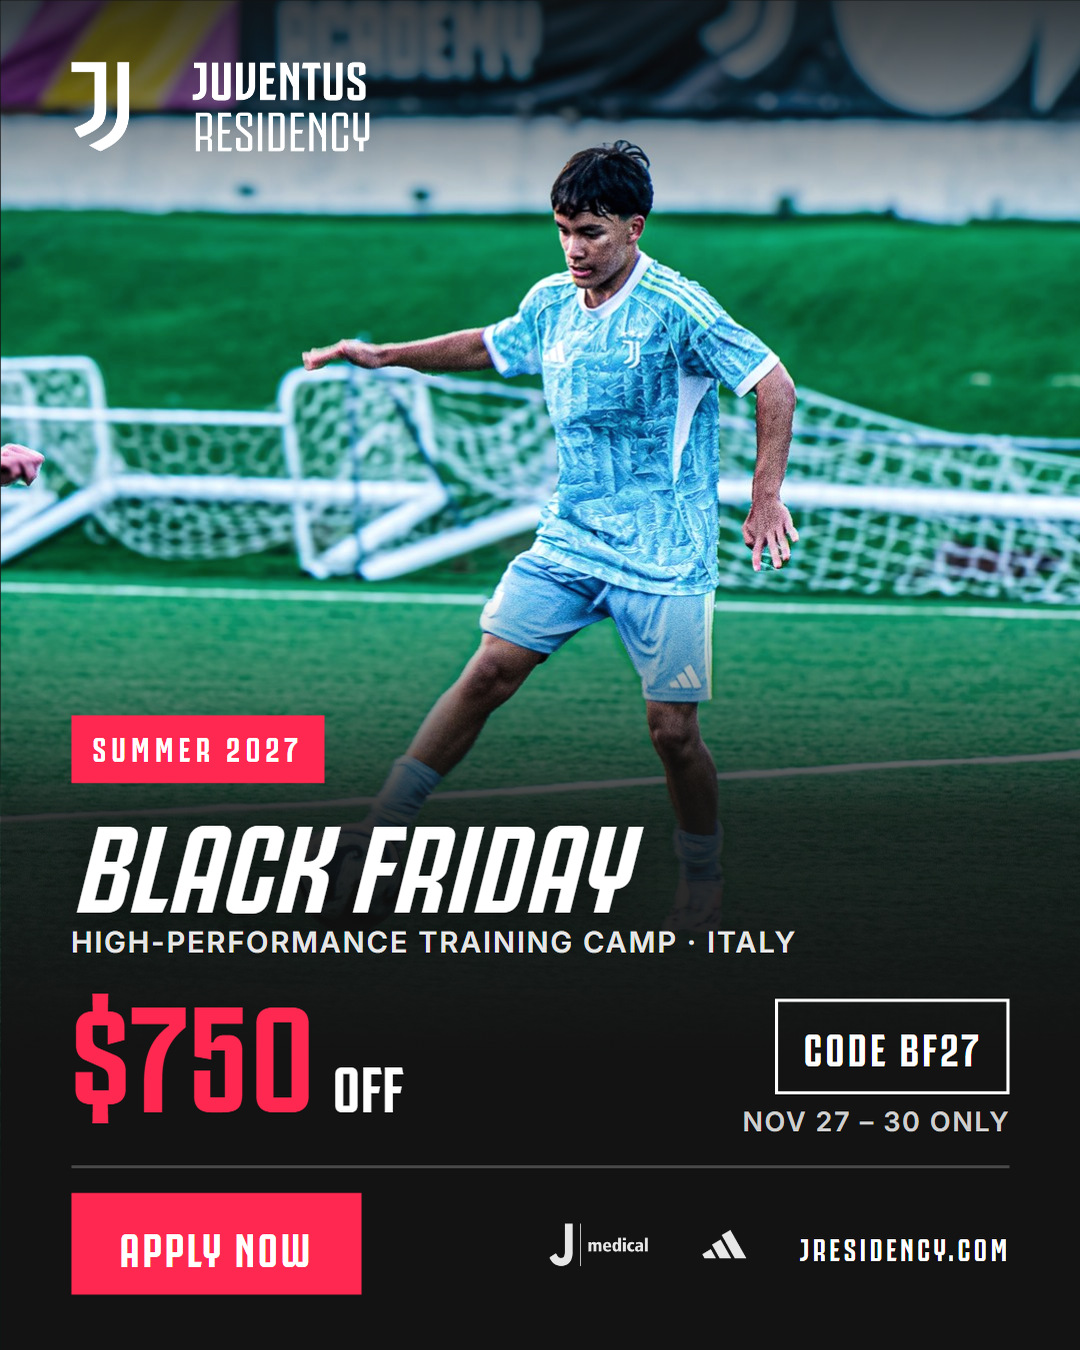 ACADEMY
JUVENTUS
RESIDENCY
SUMMER 2027
BLACK FRIDAY
HIGH-PERFORMANCE TRAINING CAMP · ITALY
$750 OFF
CODE BF27
NOV 27 – 30 ONLY
APPLY NOW
J medical
JRESIDENCY.COM